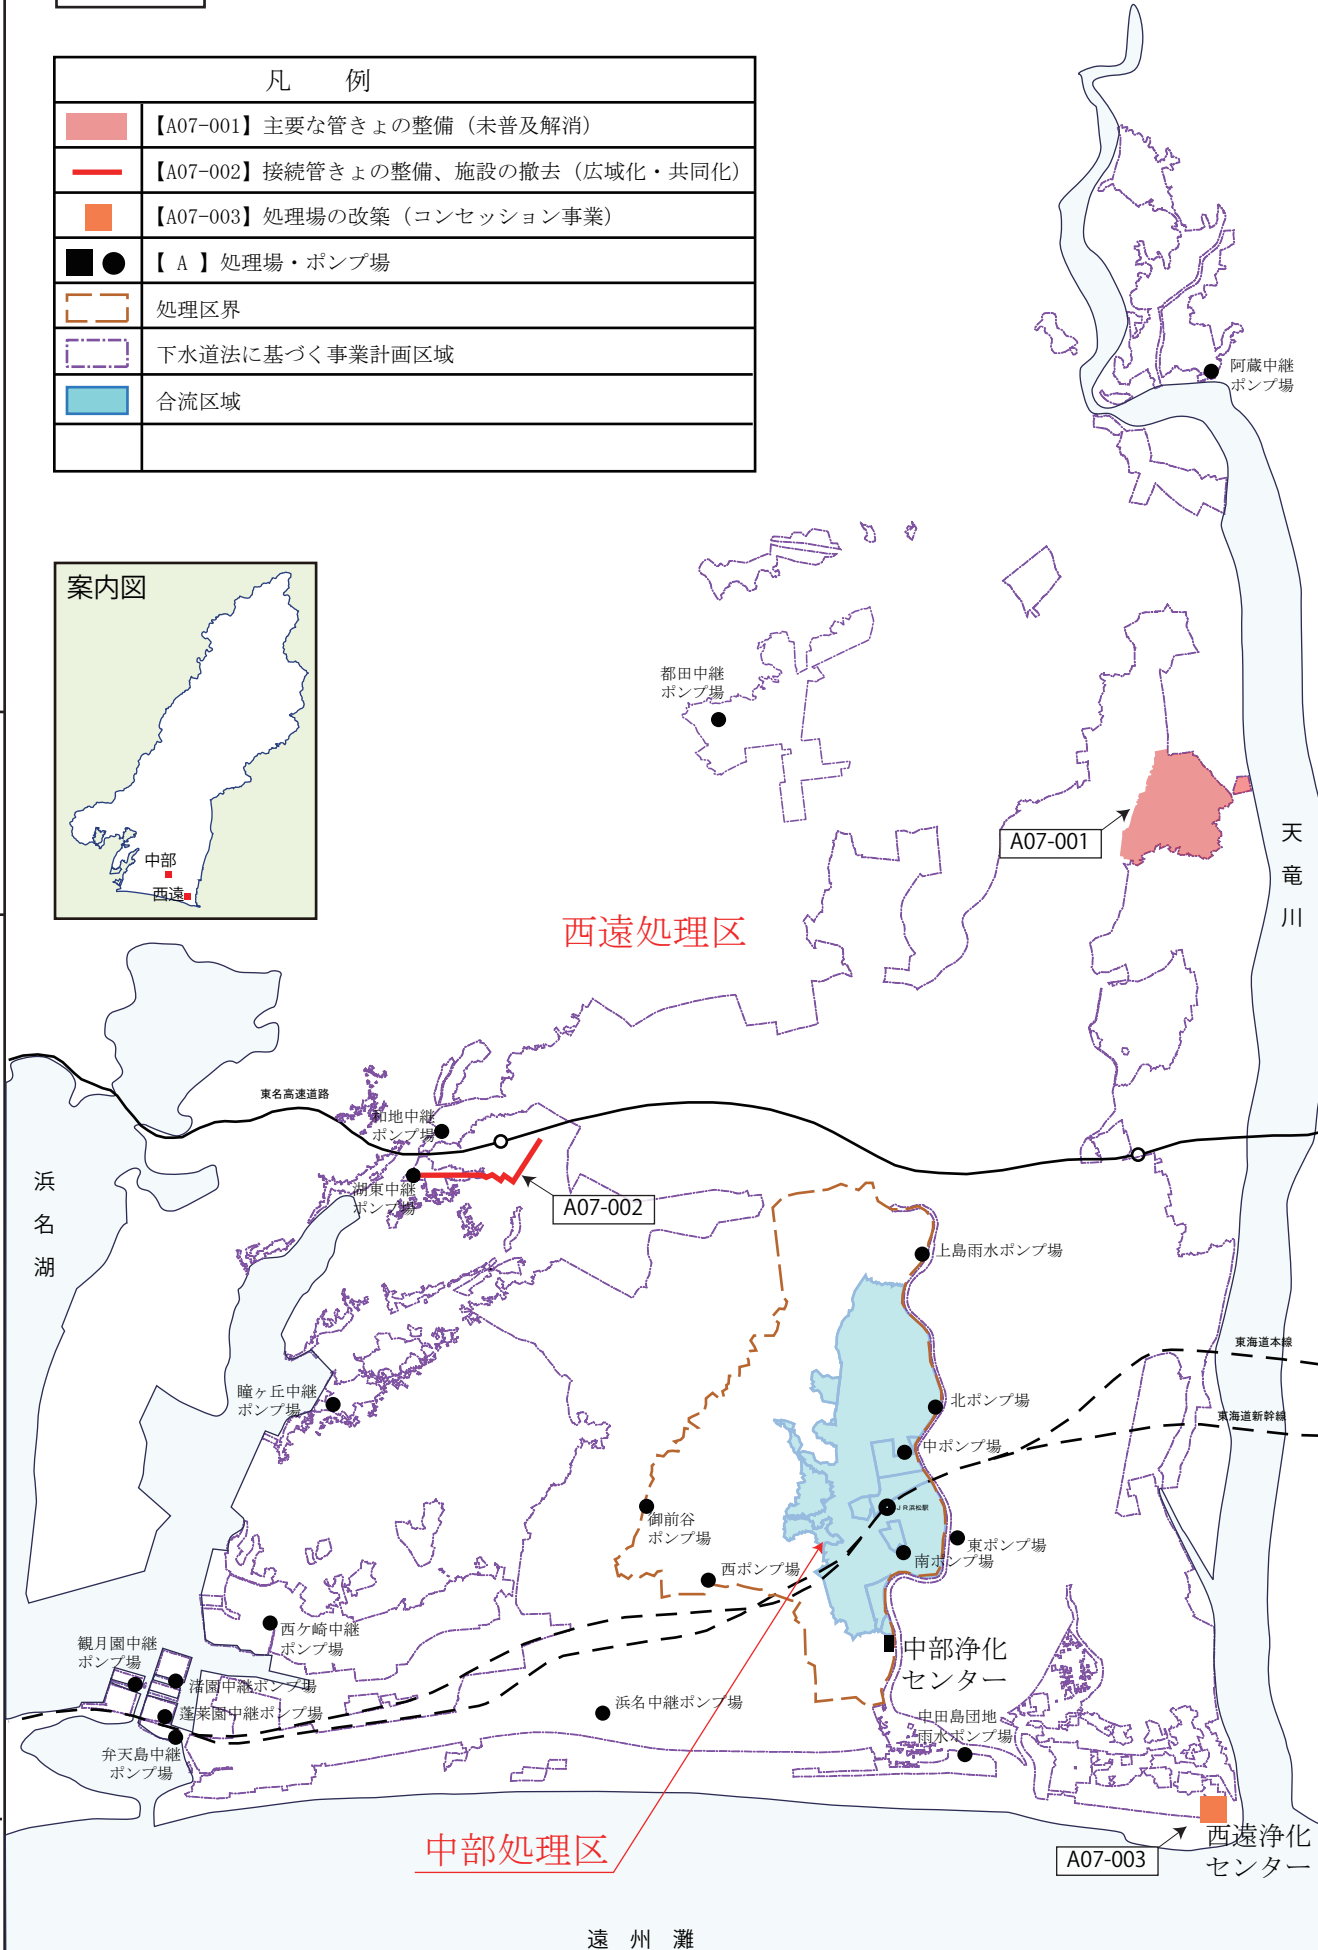 凡　例
【A07-001】主要な管きょの整備（未普及解消）
【A07-002】接続管きょの整備、施設の撤去（広域化・共同化）
【A07-003】処理場の改築（コンセッション事業）
【 A 】処理場・ポンプ場
処理区界
下水道法に基づく事業計画区域
合流区域
阿蔵中継
ポンプ場
案内図
中部
西遠
都田中継
ポンプ場
A07-001
天
竜
川
西遠処理区
東名高速道路
和地中継
ポンプ場
湖東中継
ポンプ場
A07-002
浜
名
湖
上島雨水ポンプ場
東海道本線
瞳ヶ丘中継
ポンプ場
北ポンプ場
東海道新幹線
中ポンプ場
JR浜松駅
御前谷
ポンプ場
東ポンプ場
南ポンプ場
西ポンプ場
西ケ崎中継
ポンプ場
観月園中継
ポンプ場
中部浄化
センター
渚園中継ポンプ場
蓬莱園中継ポンプ場
浜名中継ポンプ場
中田島団地
雨水ポンプ場
弁天島中継
ポンプ場
中部処理区
西遠浄化
センター
A07-003
遠 州 灘